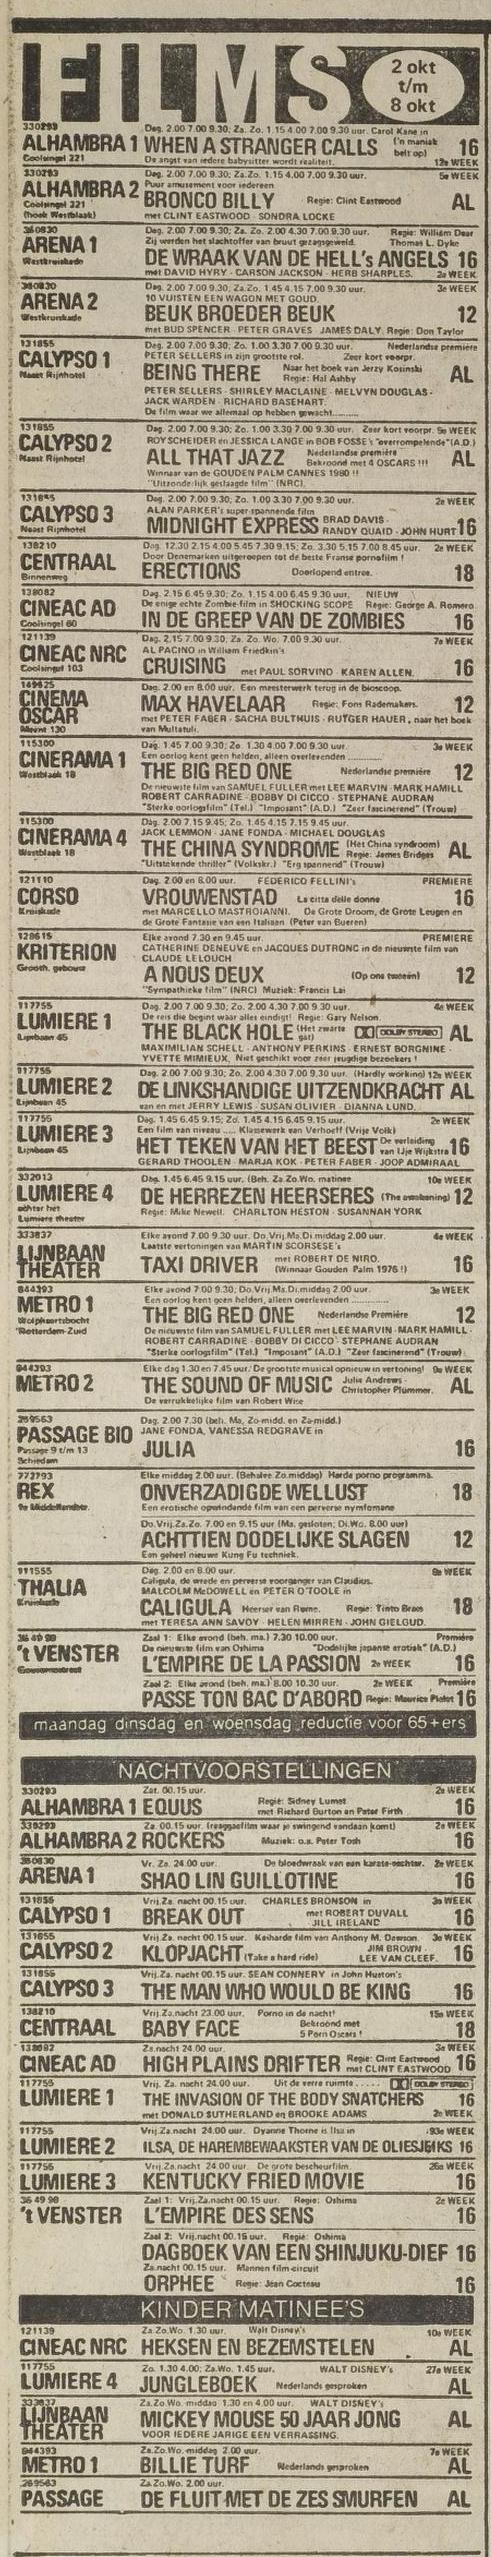 FILMS
2 okt
t/m
8 okt
330293 Dag. 2.00 7.00 9.30; Za. Zo. 1.15 4.00 7.00 9.30 uur. Carol Kane in
ALHAMBRA 1 WHEN A STRANGER CALLS ('n maniak belt op!) 16
Coolsingel 221 De angst van iedere babysitter wordt realiteit. 12e WEEK
330293 Dag. 2.00 7.00 9.30; Za.Zo. 1.15 4.00 7.00 9.30 uur. 5e WEEK
Puur amusement voor iedereen
ALHAMBRA 2 BRONCO BILLY Regie: Clint Eastwood AL
Coolsingel 221
(hoek Westblaak) met CLINT EASTWOOD - SONDRA LOCKE
360830 Dag. 2.00 7.00 9.30; Za. Zo. 2.00 4.30 7.00 9.30 uur. Regie: William Dear
Zij werden het slachtoffer van bruut gezagsgeweld. Thomas L. Dyke
ARENA 1 DE WRAAK VAN DE HELL's ANGELS 16
Westkruiskade met DAVID HYRY - CARSON JACKSON - HERB SHARPLES. 2e WEEK
360830 Dag. 2.00 7.00 9.30; Za.Zo. 1.45 4.15 7.00 9.30 uur. 3e WEEK
10 VUISTEN EEN WAGON MET GOUD.
ARENA 2 BEUK BROEDER BEUK 12
Westkruiskade met BUD SPENCER - PETER GRAVES - JAMES DALY. Regie: Don Taylor
131855 Dag. 2.00 7.00 9.30; Zo. 1.00 3.30 7.00 9.30 uur. Nederlandse première
PETER SELLERS in zijn grootste rol. Zeer kort voorpr.
CALYPSO 1 BEING THERE Naar het boek van Jerzy Kosinski AL
Naast Rijnhotel Regie: Hal Ashby
PETER SELLERS - SHIRLEY MACLAINE - MELVYN DOUGLAS -
JACK WARDEN - RICHARD BASEHART.
De film waar we allemaal op hebben gewacht..........
131855 Dag. 2.00 7.00 9.30; Zo. 1.00 3.30 7.00 9.30 uur. Zeer kort voorpr. 5e WEEK
ROY SCHEIDER en JESSICA LANGE in BOB FOSSE's "overrompelende" (A.D.)
CALYPSO 2 ALL THAT JAZZ Nederlandse première AL
Naast Rijnhotel Bekroond met 4 OSCARS !!!
Winnaar van de GOUDEN PALM CANNES 1980 !!
"Uitzonderlijk geslaagde film" (NRC).
131855 Dag. 2.00 7.00 9.30; Zo. 1.00 3.30 7.00 9.30 uur. 2e WEEK
ALAN PARKER's super-spannende film
CALYPSO 3 MIDNIGHT EXPRESS BRAD DAVIS - 16
Naast Rijnhotel RANDY QUAID - JOHN HURT
138210 Dag. 12.30 2.15 4.00 5.45 7.30 9.15; Zo. 3.30 5.15 7.00 8.45 uur. 2e WEEK
Door Denemarken uitgeroepen tot de beste Franse pornofilm !
CENTRAAL ERECTIONS Doorlopend entree. 18
Binnenweg
138082 Dag. 2.15 6.45 9.30; Zo. 1.15 4.00 6.45 9.30 uur. NIEUW
De enige echte Zombie-film in SHOCKING SCOPE Regie: George A. Romero
CINEAC AD IN DE GREEP VAN DE ZOMBIES 16
Coolsingel 60
121139 Dag. 2.15 7.00 9.30; Za. Zo. Wo. 7.00 9.30 uur. 7e WEEK
AL PACINO in William Friedkin's
CINEAC NRC CRUISING met PAUL SORVINO - KAREN ALLEN. 16
Coolsingel 103
149625 Dag. 2.00 en 8.00 uur. Een meesterwerk terug in de bioscoop.
CINEMA OSCAR MAX HAVELAAR Regie: Fons Rademakers. 12
Meent 130 met PETER FABER - SACHA BULTHUIS - RUTGER HAUER, naar het boek
van Multatuli.
115300 Dag. 1.45 7.00 9.30; Zo. 1.30 4.00 7.00 9.30 uur. 3e WEEK
Een oorlog kent geen helden, alleen overlevenden ............
CINERAMA 1 THE BIG RED ONE Nederlandse première 12
Westblaak 18 De nieuwste film van SAMUEL FULLER met LEE MARVIN - MARK HAMILL
ROBERT CARRADINE - BOBBY DI CICCO - STEPHANE AUDRAN
"Sterke oorlogsfilm" (Tel.) "Imposant" (A.D.) "Zeer fascinerend" (Trouw)
115300 Dag. 2.00 7.15 9.45; Zo. 1.45 4.15 7.15 9.45 uur.
JACK LEMMON - JANE FONDA - MICHAEL DOUGLAS
CINERAMA 4 THE CHINA SYNDROME (Het China syndroom) AL
Westblaak 18 Regie: James Bridges
"Uitstekende thriller" (Volkskr.) "Erg spannend" (Trouw)
121110 Dag. 2.00 en 8.00 uur. FEDERICO FELLINI's PREMIERE
CORSO VROUWENSTAD La citta delle donne 16
Kruiskade met MARCELLO MASTROIANNI. De Grote Droom, de Grote Leugen en
de Grote Fantasie van een Italiaan (Peter van Bueren)
128615 Elke avond 7.30 en 9.45 uur. PREMIERE
CATHERINE DENEUVE en JACQUES DUTRONC in de nieuwste film van
CLAUDE LELOUCH
KRITERION A NOUS DEUX (Op ons tweeën) 12
Grooth. gebouw "Sympathieke film" (NRC) Muziek: Francis Lai
117755 Dag. 2.00 7.00 9.30; Za. Zo. 2.00 4.30 7.00 9.30 uur. 4e WEEK
De reis die begint waar alles eindigt! Regie: Gary Nelson.
LUMIERE 1 THE BLACK HOLE (Het zwarte gat) DOLBY STEREO AL
Lijnbaan 45 MAXIMILIAN SCHELL - ANTHONY PERKINS - ERNEST BORGNINE -
YVETTE MIMIEUX. Niet geschikt voor zeer jeugdige bezoekers !
117755 Dag. 2.00 7.00 9.30; Zo. 2.00 4.30 7.00 9.30 uur. (Hardly working) 12e WEEK
LUMIERE 2 DE LINKSHANDIGE UITZENDKRACHT AL
Lijnbaan 45 van en met JERRY LEWIS - SUSAN OLIVIER - DIANNA LUND.
117755 Dag. 1.45 6.45 9.15; Zo. 1.45 4.15 6.45 9.15 uur. 2e WEEK
Een film van niveau ..... Klassewerk van Verhoeff (Vrije Volk)
LUMIERE 3 HET TEKEN VAN HET BEEST De verleiding van IJe Wijkstra 16
Lijnbaan 45 GERARD THOOLEN - MARJA KOK - PETER FABER - JOOP ADMIRAAL
332013 Dag. 1.45 6.45 9.15 uur. (Beh. Za.Zo.Wo. matinee 10e WEEK
LUMIERE 4 DE HERREZEN HEERSERES (The awakening) 12
achter het
Lumiere theater Regie: Mike Newell. CHARLTON HESTON - SUSANNAH YORK
333837 Elke avond 7.00 9.30 uur. Do.Vrij.Ma.Di middag 2.00 uur. 4e WEEK
Laatste vertoningen van MARTIN SCORSESE's
LIJNBAAN THEATER TAXI DRIVER met ROBERT DE NIRO. 16
(Winnaar Gouden Palm 1976 !)
844393 Elke avond 7.00 9.30; Do.Vrij.Ma.Di.middag 2.00 uur. 3e WEEK
Een oorlog kent geen helden, alleen overlevenden ............
METRO 1 THE BIG RED ONE Nederlandse Première 12
Wolphaertsbocht
Rotterdam-Zuid De nieuwste film van SAMUEL FULLER met LEE MARVIN - MARK HAMILL -
ROBERT CARRADINE - BOBBY DI CICCO - STEPHANE AUDRAN
"Sterke oorlogsfilm" (Tel.) "Imposant" (A.D.) "Zeer fascinerend" (Trouw)
844393 Elke dag 1.30 en 7.45 uur. De grootste musical opnieuw in vertoning! 9e WEEK
METRO 2 THE SOUND OF MUSIC Julie Andrews - Christopher Plummer. AL
De verrukkelijke film van Robert Wise
269563 Dag. 2.00 7.30 (beh. Ma, Zo-midd. en Za-midd.)
JANE FONDA, VANESSA REDGRAVE in
PASSAGE BIO JULIA 16
Passage 9 t/m 13
Schiedam
772793 Elke middag 2.00 uur. (Behalve Zo.middag) Harde porno programma.
REX ONVERZADIGDE WELLUST 18
1e Middellandstr. Een erotische opwindende film van een perverse nymfomane
Do.Vrij.Za.Zo. 7.00 en 9.15 uur (Ma. gesloten; Di.Wo. 8.00 uur)
ACHTTIEN DODELIJKE SLAGEN 12
Een geheel nieuwe Kung Fu techniek.
111555 Dag. 2.00 en 8.00 uur. 8e WEEK
Caligula, de wrede en perverse voorganger van Claudius.
MALCOLM McDOWELL en PETER O'TOOLE in
THALIA CALIGULA Heerser van Rome. Regie: Tinto Brass 18
Kruiskade met TERESA ANN SAVOY - HELEN MIRREN - JOHN GIELGUD.
36 49 98 Zaal 1: Elke avond (beh. ma.) 7.30 10.00 uur. Première
De nieuwste film van Oshima "Dodelijke japanse erotiek" (A.D.)
't VENSTER L'EMPIRE DE LA PASSION 2e WEEK 16
Gouvernestraat
Zaal 2: Elke avond (beh. ma.) 8.00 10.30 uur. 2e WEEK Première
PASSE TON BAC D'ABORD Regie: Maurice Pialat 16
maandag dinsdag en woensdag reductie voor 65+ers
NACHTVOORSTELLINGEN
330293 Zat. 00.15 uur. Regie: Sidney Lumet 2e WEEK
ALHAMBRA 1 EQUUS met Richard Burton en Peter Firth 16
330293 Za. 00.15 uur. (reaggaefilm waar je swingend vandaan komt) 2e WEEK
ALHAMBRA 2 ROCKERS Muziek: o.a. Peter Tosh 16
360830 Vr. Za. 24.00 uur. De bloedwraak van een karate-vechter. 2e WEEK
ARENA 1 SHAO LIN GUILLOTINE 16
131855 Vrij.Za. nacht 00.15 uur. CHARLES BRONSON in 3e WEEK
CALYPSO 1 BREAK OUT met ROBERT DUVALL 16
JILL IRELAND
131855 Vrij.Za. nacht 00.15 uur. Keiharde film van Anthony M. Dawson. 3e WEEK
CALYPSO 2 KLOPJACHT (Take a hard ride) JIM BROWN - LEE VAN CLEEF. 16
131855 Vrij.Za. nacht 00.15 uur. SEAN CONNERY in John Huston's
CALYPSO 3 THE MAN WHO WOULD BE KING 16
138210 Vrij.Za.nacht 23.00 uur. Porno in de nacht! 15e WEEK
CENTRAAL BABY FACE Bekroond met 5 Porn Oscars ! 18
138082 Za.nacht 24.00 uur. 3e WEEK
CINEAC AD HIGH PLAINS DRIFTER Regie: Clint Eastwood met CLINT EASTWOOD 16
117755 Vrij.Za. nacht 24.00 uur. Uit de verre ruimte ..... DOLBY STEREO
LUMIERE 1 THE INVASION OF THE BODY SNATCHERS 16
met DONALD SUTHERLAND en BROOKE ADAMS 2e WEEK
117755 Vrij.Za.nacht 24.00 uur. Dyanne Thorne is Ilsa in 93e WEEK
LUMIERE 2 ILSA, DE HAREMBEWAAKSTER VAN DE OLIESJEIKS 16
117755 Vrij.Za.nacht 24.00 uur. De grote bescheurfilm. 26e WEEK
LUMIERE 3 KENTUCKY FRIED MOVIE 16
36 49 98 Zaal 1: Vrij.Za.nacht 00.15 uur. Regie: Oshima 2e WEEK
't VENSTER L'EMPIRE DES SENS 16
Zaal 2: Vrij.nacht 00.15 uur. Regie: Oshima
DAGBOEK VAN EEN SHINJUKU-DIEF 16
Za.nacht 00.15 uur. Mannen film-circuit
ORPHEE Regie: Jean Cocteau 16
KINDER MATINEE'S
121139 Za.Zo.Wo. 1.30 uur. Walt Disney's 10e WEEK
CINEAC NRC HEKSEN EN BEZEMSTELEN AL
117755 Zo. 1.30 4.00; Za.Wo. 1.45 uur. WALT DISNEY's 27e WEEK
LUMIERE 4 JUNGLEBOEK Nederlands gesproken AL
333837 Za.Zo.Wo. middag 1.30 en 4.00 uur. WALT DISNEY's
LIJNBAAN THEATER MICKEY MOUSE 50 JAAR JONG AL
VOOR IEDERE JARIGE EEN VERRASSING.
844393 Za.Zo.Wo. middag 2.00 uur. 7e WEEK
METRO 1 BILLIE TURF Nederlands gesproken AL
269563 Za.Zo.Wo. 2.00 uur.
PASSAGE DE FLUIT MET DE ZES SMURFEN AL